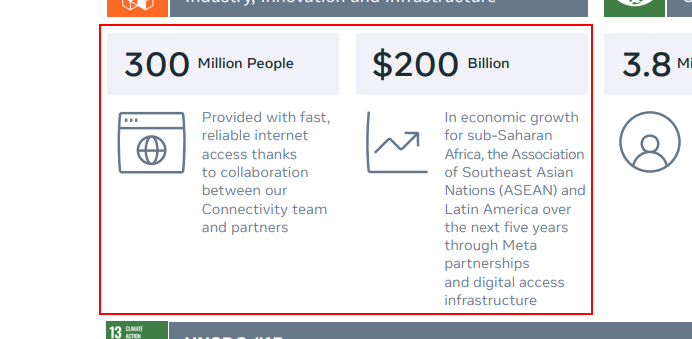 Industry, Innovation and Infrastructure
300 Million People
Provided with fast,
reliable internet
access thanks
to collaboration
between our
Connectivity team
and partners
$200 Billion
In economic growth
for sub-Saharan
Africa, the Association
of Southeast Asian
Nations (ASEAN) and
Latin America over
the next five years
through Meta
partnerships
and digital access
infrastructure
3.8
13 CLIMATE
ACTION